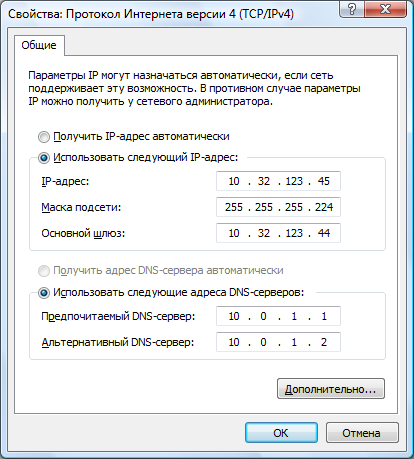 Свойства: Протокол Интернета версии 4 (TCP/IPv4)
Общие
Параметры IP могут назначаться автоматически, если сеть
поддерживает эту возможность. В противном случае параметры
IP можно получить у сетевого администратора.
Получить IP-адрес автоматически
Использовать следующий IP-адрес:
IP-адрес: 10 . 32 . 123 . 45
Маска подсети: 255 . 255 . 255 . 224
Основной шлюз: 10 . 32 . 123 . 44
Получить адрес DNS-сервера автоматически
Использовать следующие адреса DNS-серверов:
Предпочитаемый DNS-сервер: 10 . 0 . 1 . 1
Альтернативный DNS-сервер: 10 . 0 . 1 . 2
Дополнительно...
OK Отмена